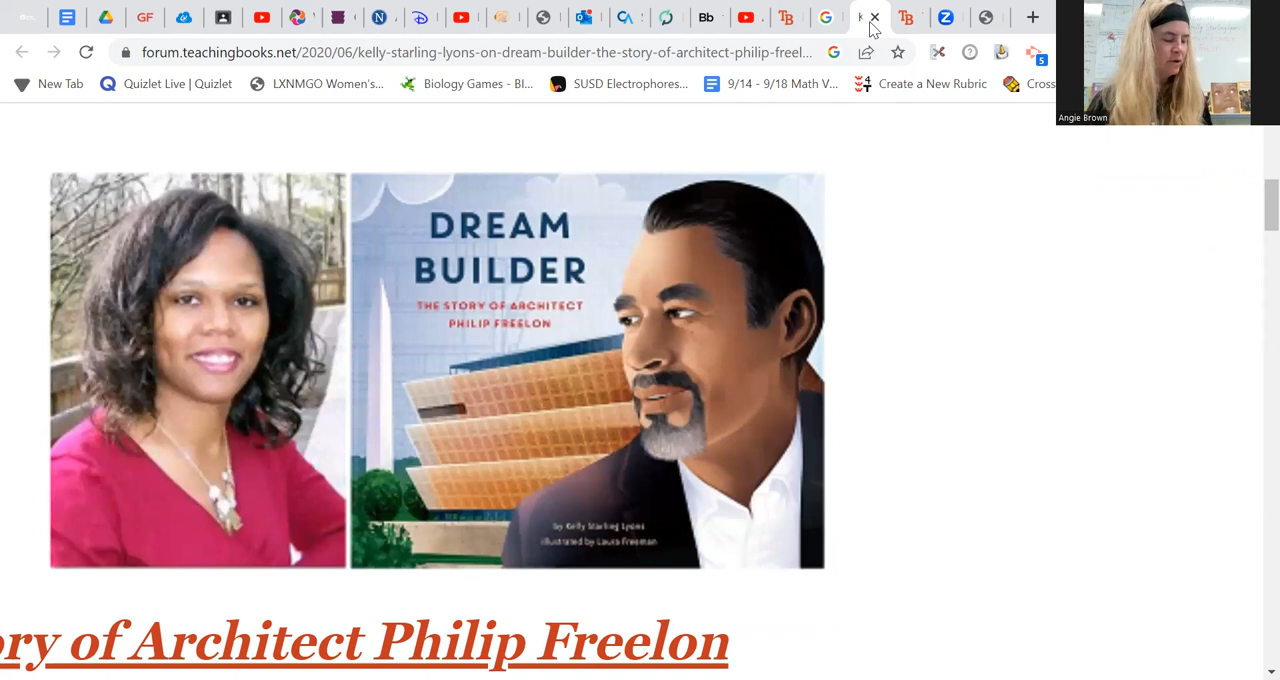 GF
Bb
TB
TB
forum.teachingbooks.net/2020/06/kelly-starling-lyons-on-dream-builder-the-story-of-architect-philip-freel...
5
New Tab
Quizlet Live | Quizlet
LXNMGO Women's...
Biology Games - Bl...
SUSD Electrophores...
9/14 - 9/18 Math V...
Create a New Rubric
Cross
Angie Brown
DREAM
BUILDER
THE STORY OF ARCHITECT
PHILIP FREELON
by Kelly Starling Lyons
illustrated by Laura Freeman
ory of Architect Philip Freelon